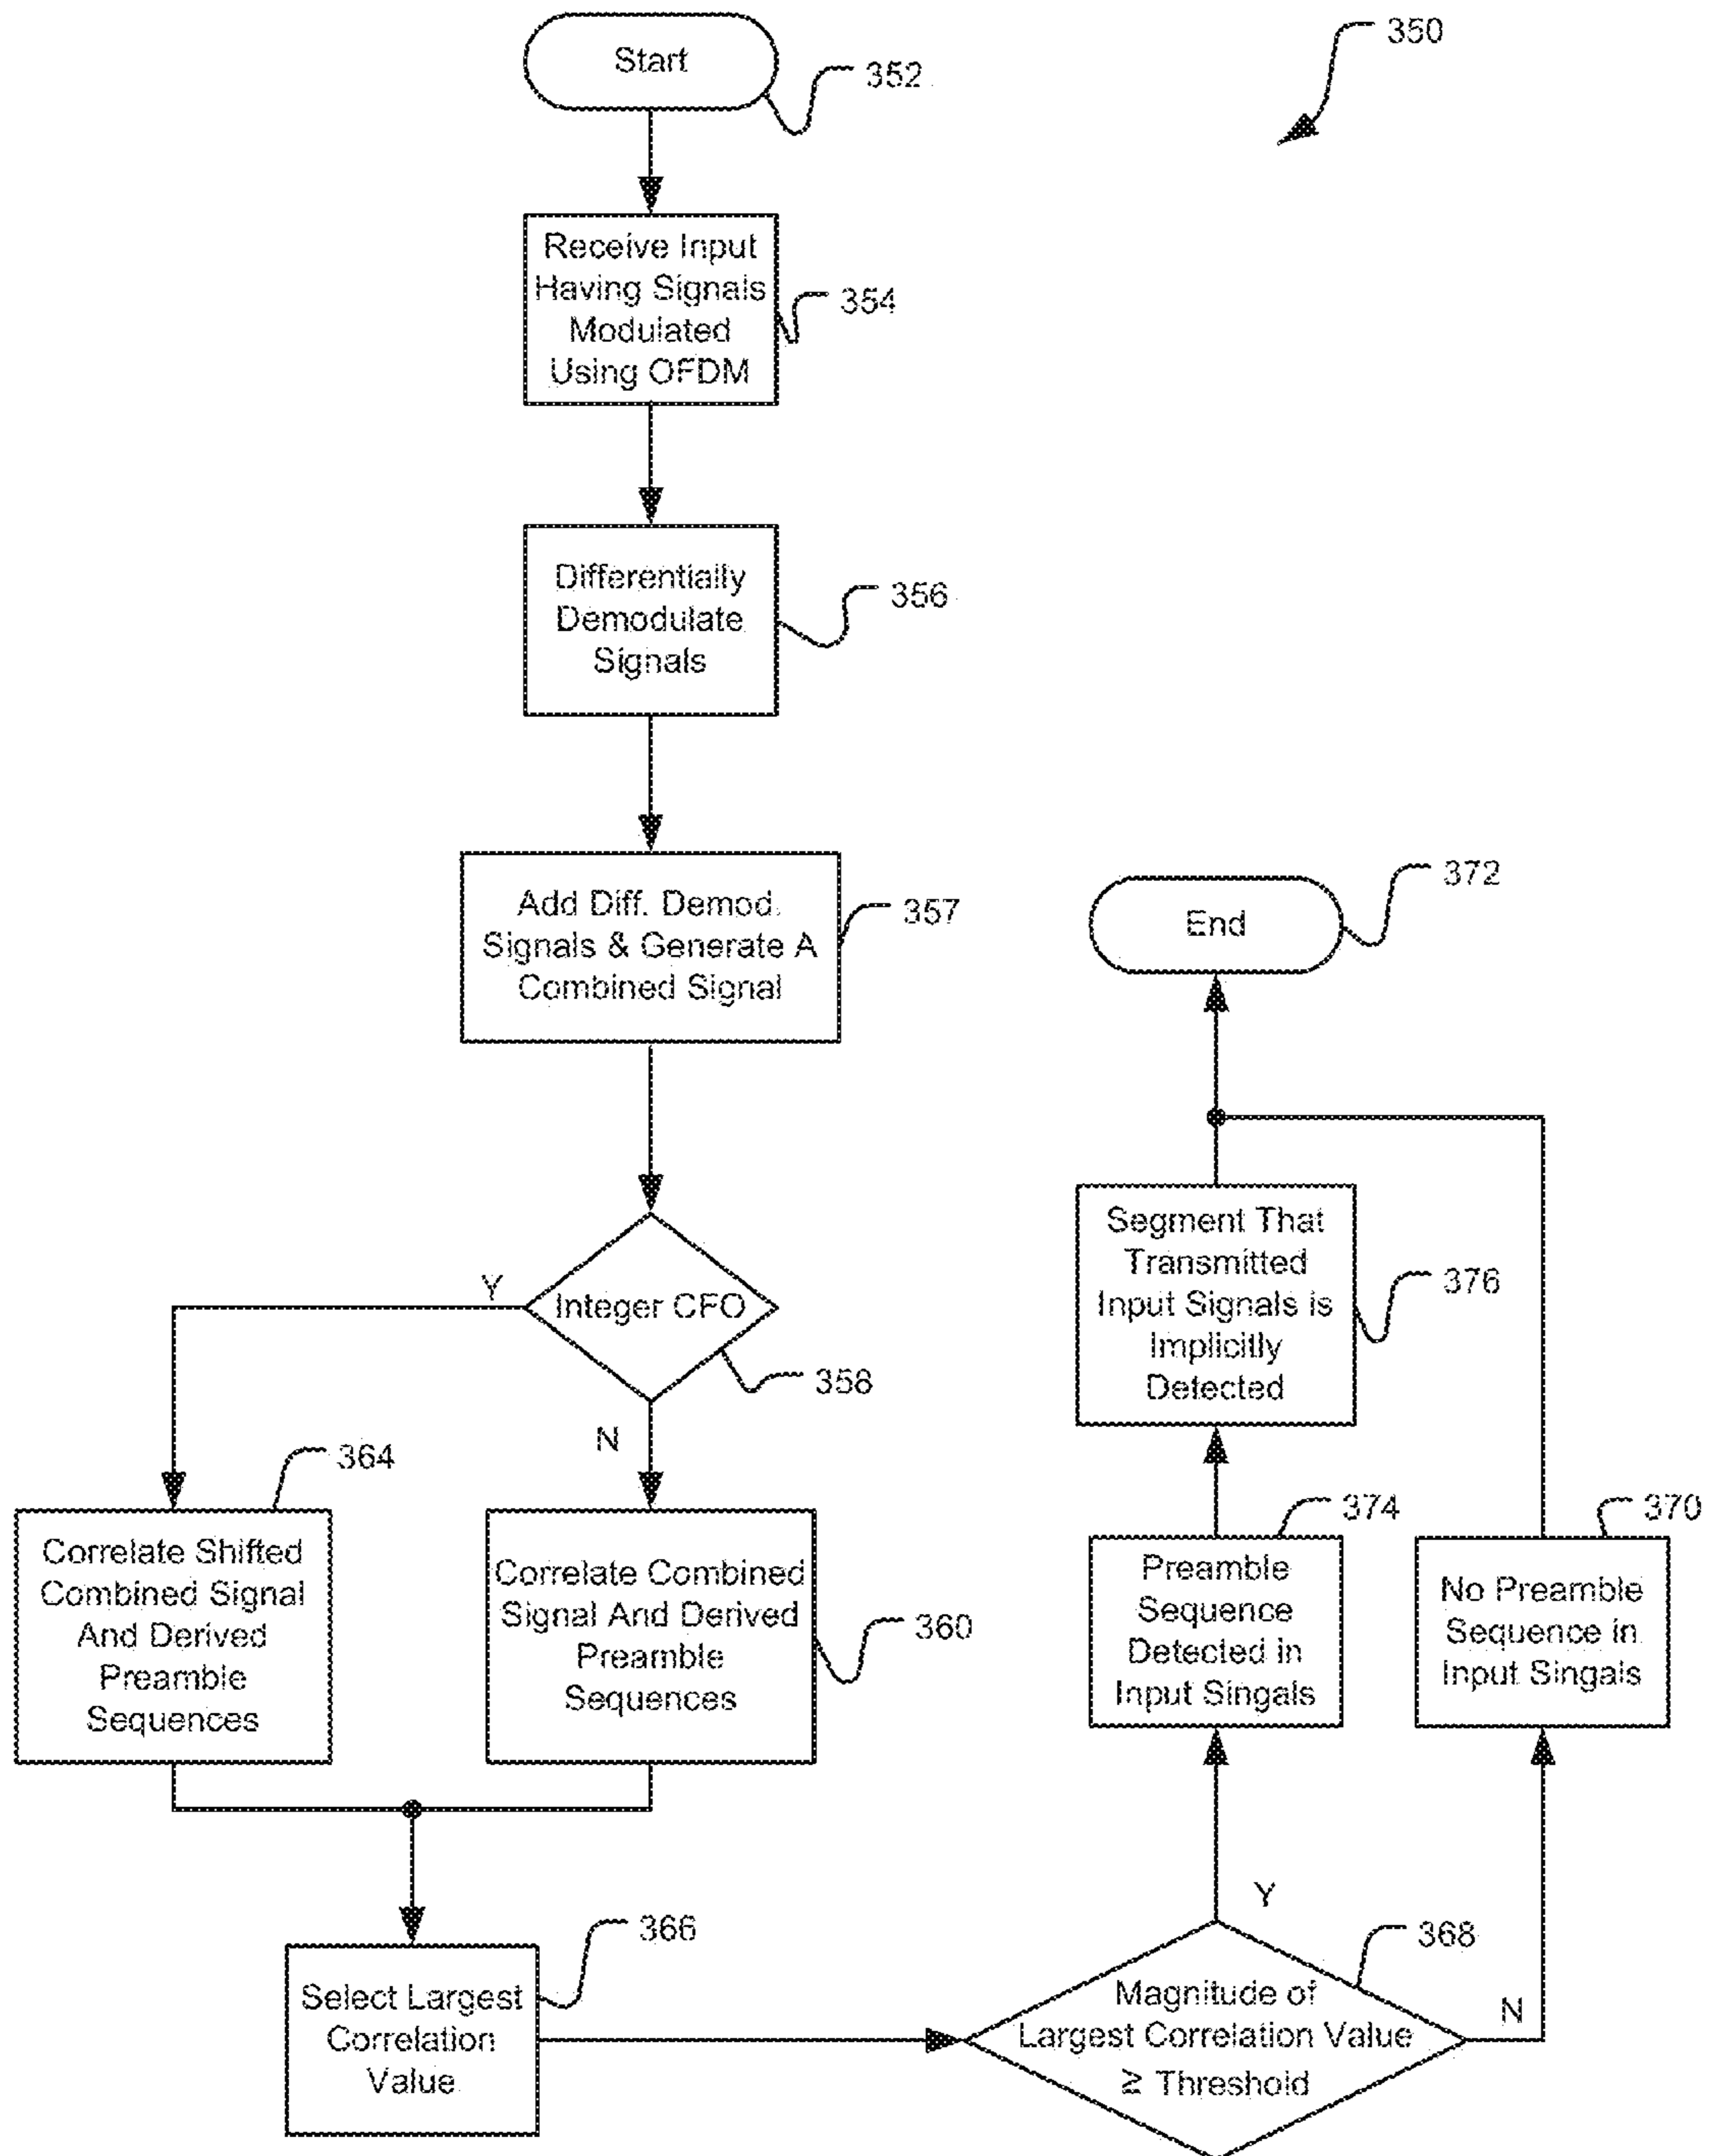 350
Start
352
Receive Input
Having Signals
Modulated
Using OFDM
354
Differentially
Demodulate
Signals
356
Add Diff. Demod.
Signals & Generate A
Combined Signal
357
Integer CFO
358
Y
N
364
Correlate Shifted
Combined Signal
And Derived
Preamble
Sequences
Correlate Combined
Signal And Derived
Preamble
Sequences
360
Select Largest
Correlation
Value
366
Magnitude of
Largest Correlation Value
≥ Threshold
368
Y
N
Preamble
Sequence
Detected in
Input Singals
374
No Preamble
Sequence in
Input Singals
370
Segment That
Transmitted
Input Signals is
Implicitly
Detected
376
End
372